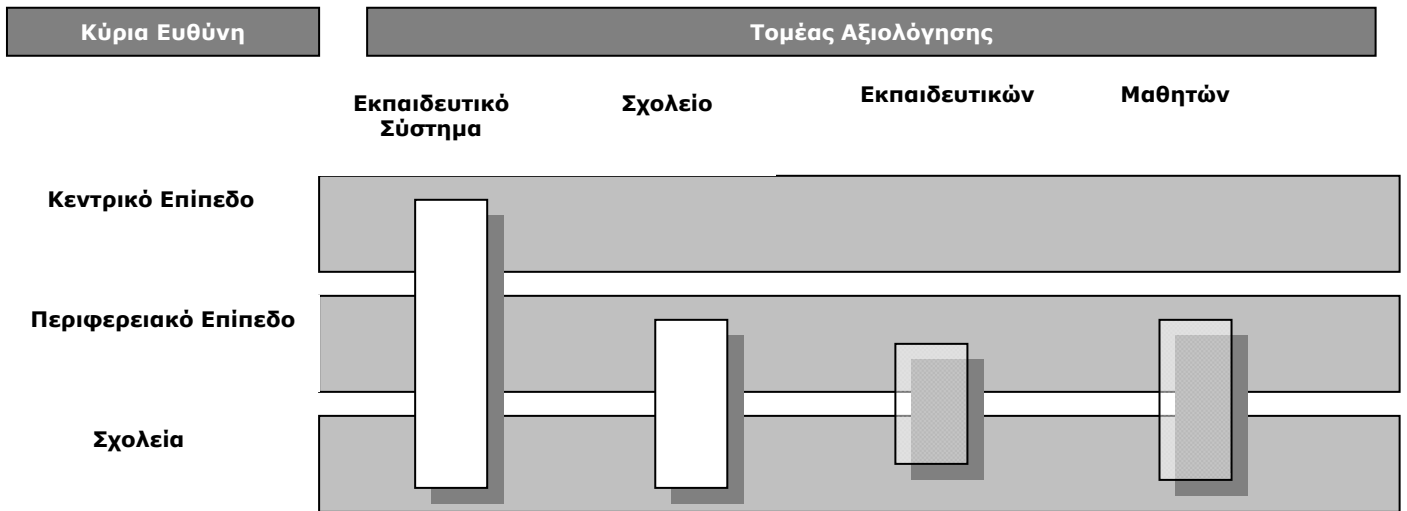 Κύρια Ευθύνη
Τομέας Αξιολόγησης
Εκπαιδευτικό
Σύστημα
Σχολείο
Εκπαιδευτικών
Μαθητών
Κεντρικό Επίπεδο
Περιφερειακό Επίπεδο
Σχολεία